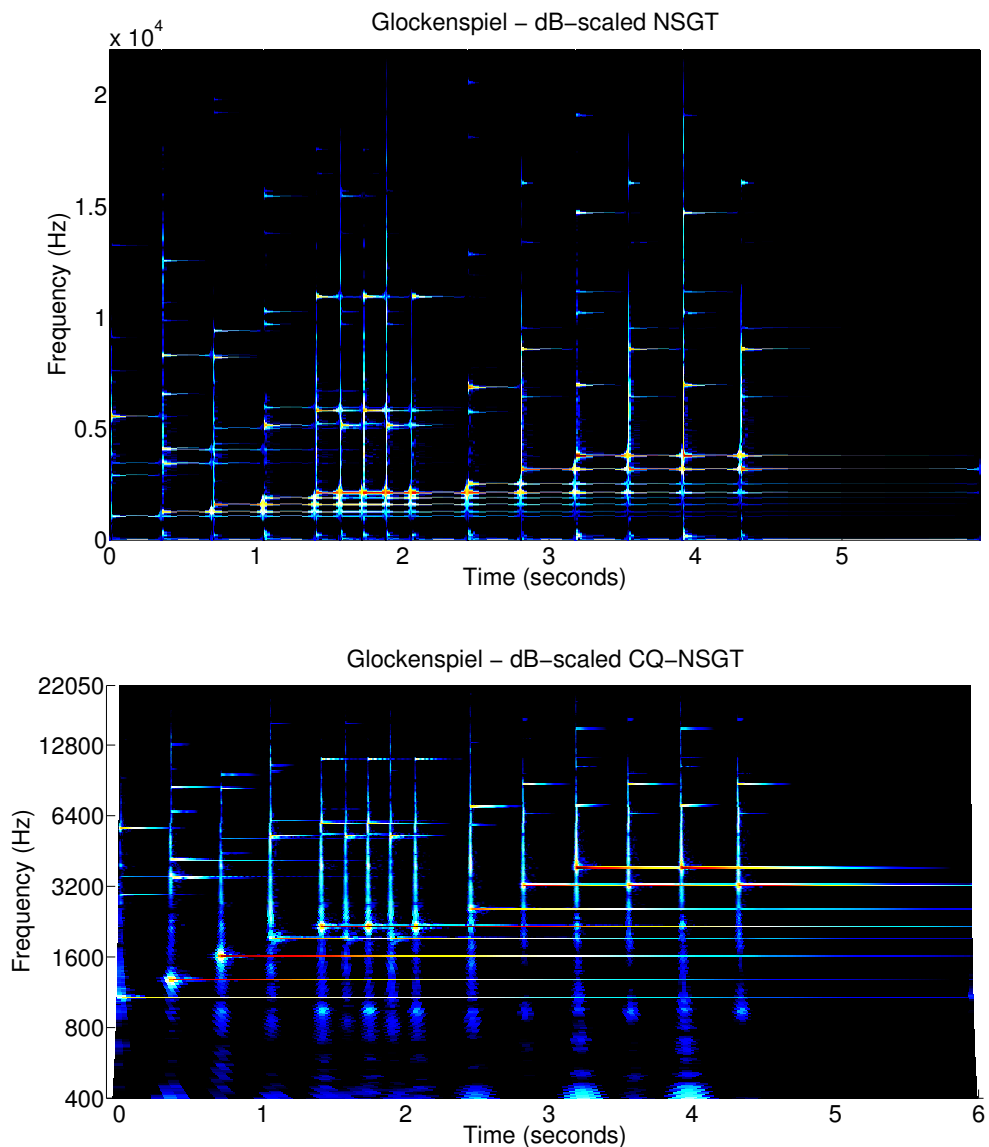 Glockenspiel − dB−scaled NSGT
x 10^4
2
1.5
1
0.5
0
Frequency (Hz)
0 1 2 3 4 5
Time (seconds)
Glockenspiel − dB−scaled CQ−NSGT
22050
12800
6400
3200
1600
800
400
Frequency (Hz)
0 1 2 3 4 5 6
Time (seconds)